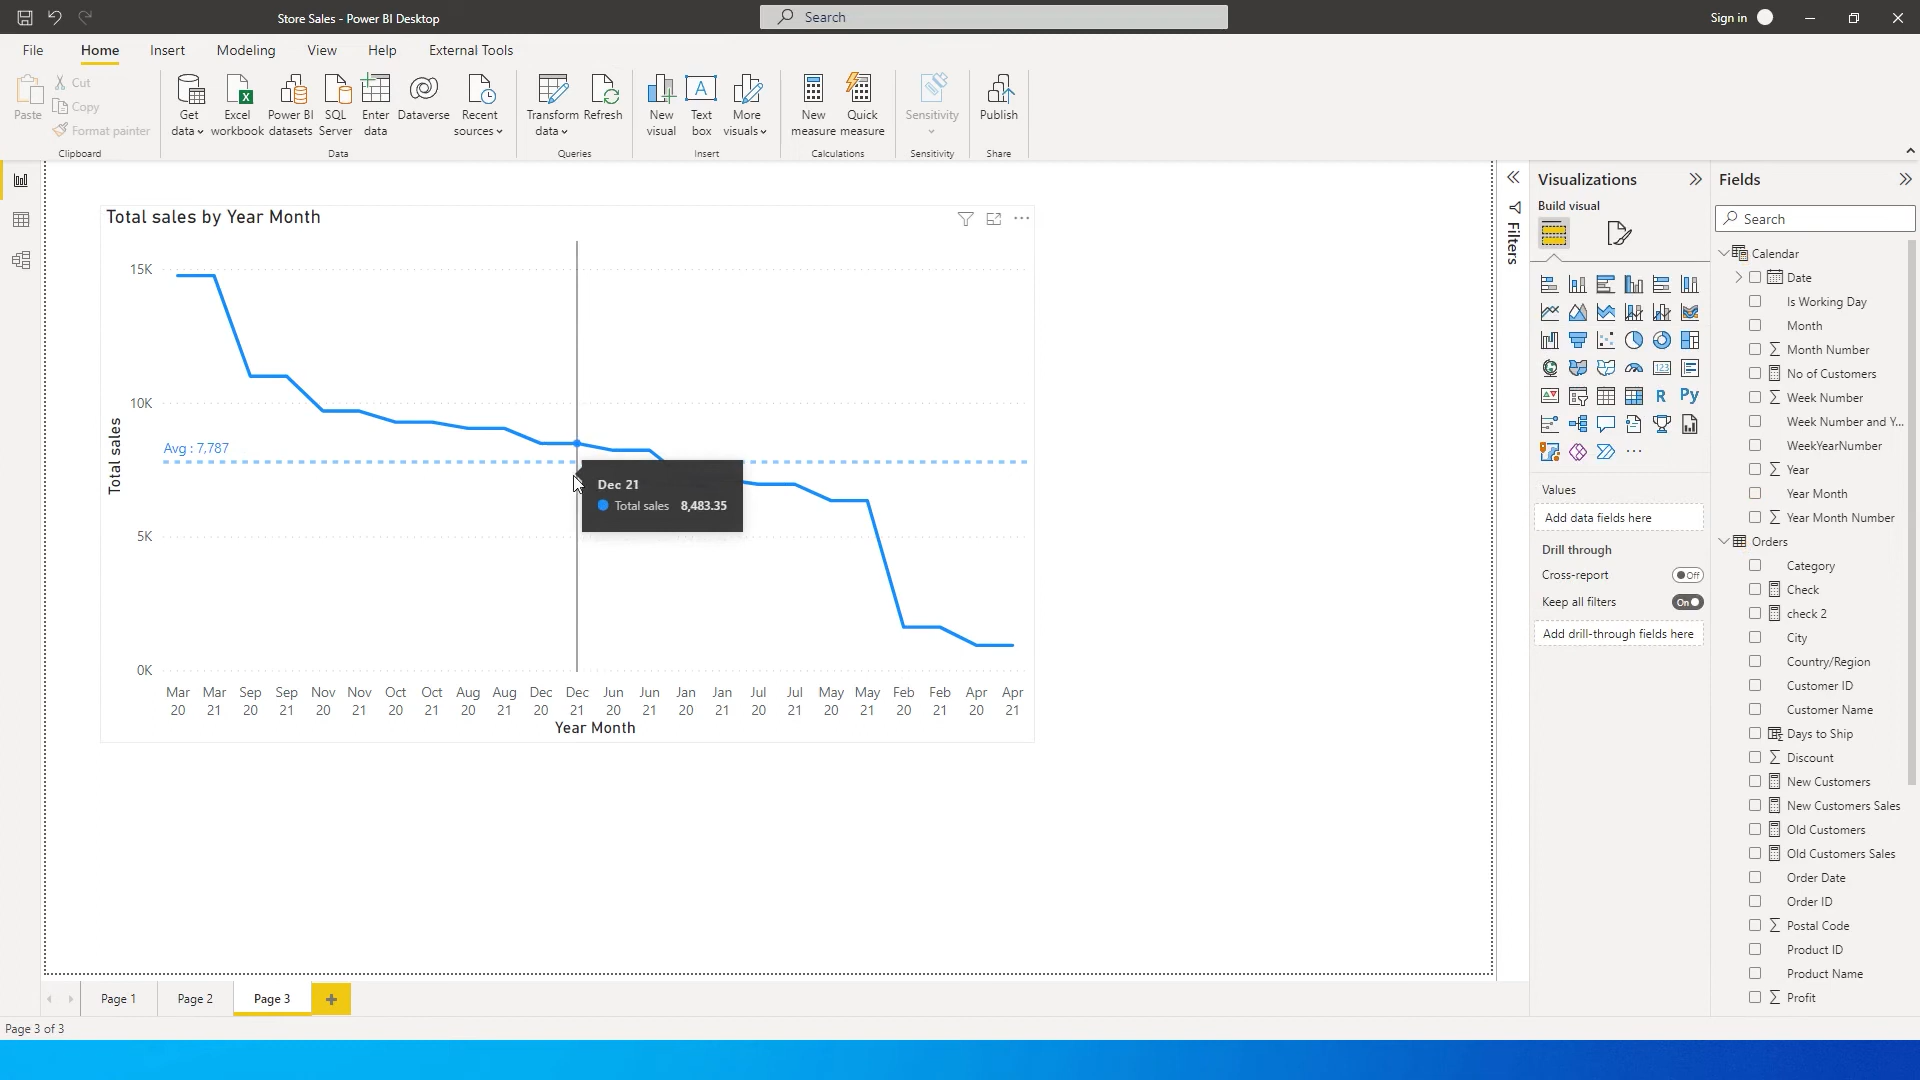 Store Sales - Power BI Desktop
Search
Sign in
File Home Insert Modeling View Help External Tools
Paste
Cut
Copy
Format painter
Clipboard
Get data
Excel workbook
Power BI datasets
SQL Server
Enter data
Dataverse
Recent sources
Data
Transform data
Refresh
Queries
New visual
A
Text box
More visuals
Insert
New measure
Quick measure
Calculations
Sensitivity
Sensitivity
Publish
Share
Total sales by Year Month
15K
10K
5K
0K
Total sales
Avg : 7,787
Dec 21
Total sales 8,483.35
Mar Mar Sep Sep Nov Nov Oct Oct Aug Aug Dec Dec Jun Jun Jan Jan Jul Jul May May Feb Feb Apr Apr
20 21 20 21 20 21 20 21 20 21 20 21 20 21 20 21 20 21 20 21 20 21 20 21
Year Month
Filters
Visualizations
Build visual
123
R
Py
...
Values
Add data fields here
Drill through
Cross-report
Off
Keep all filters
On
Add drill-through fields here
Fields
Search
Calendar
Date
Is Working Day
Month
Month Number
No of Customers
Week Number
Week Number and Y...
WeekYearNumber
Year
Year Month
Year Month Number
Orders
Category
Check
check 2
City
Country/Region
Customer ID
Customer Name
Days to Ship
Discount
New Customers
New Customers Sales
Old Customers
Old Customers Sales
Order Date
Order ID
Postal Code
Product ID
Product Name
Profit
Page 1 Page 2 Page 3
Page 3 of 3